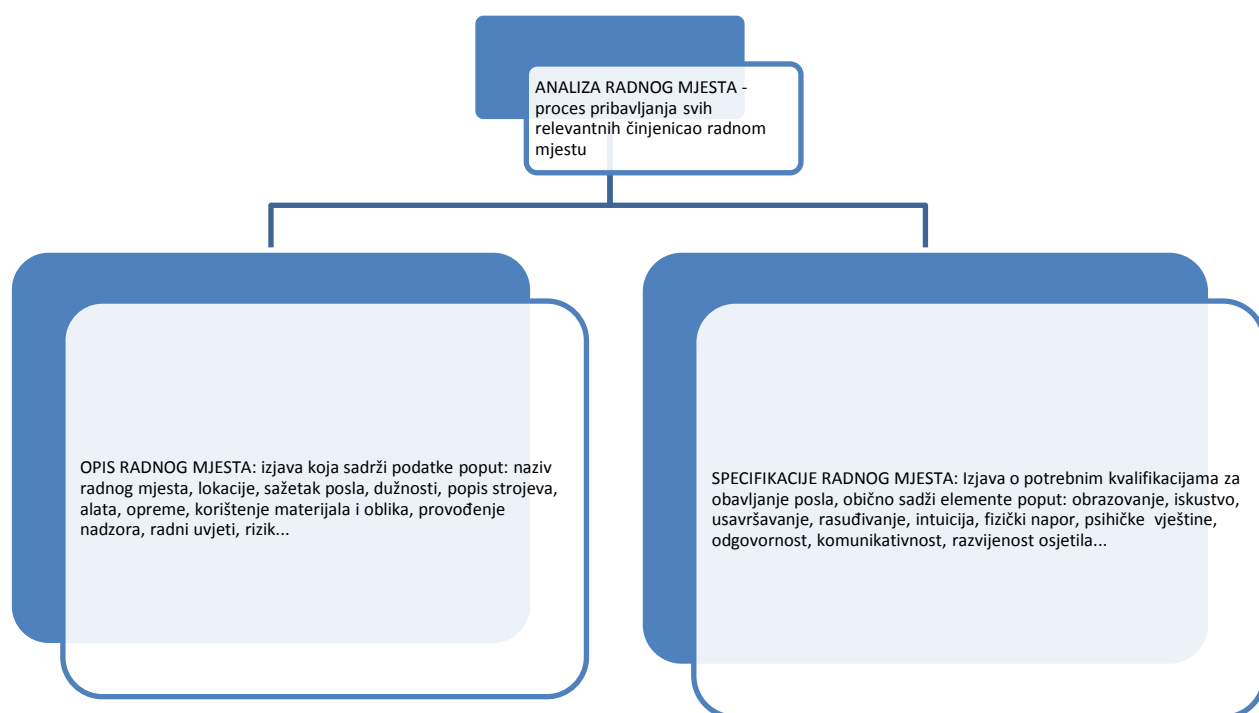 ANALIZA RADNOG MJESTA -
proces pribavljanja svih
relevantnih činjenicao radnom
mjestu
OPIS RADNOG MJESTA: izjava koja sadrži podatke poput: naziv
radnog mjesta, lokacije, sažetak posla, dužnosti, popis strojeva,
alata, opreme, korištenje materijala i oblika, provođenje
nadzora, radni uvjeti, rizik...
SPECIFIKACIJE RADNOG MJESTA: Izjava o potrebnim kvalifikacijama za
obavljanje posla, obično sadži elemente poput: obrazovanje, iskustvo,
usavršavanje, rasuđivanje, intuicija, fizički napor, psihičke  vještine,
odgovornost, komunikativnost, razvijenost osjetila...